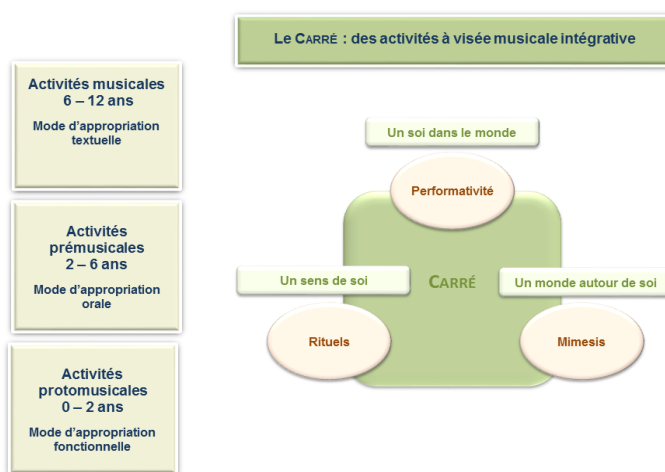 Le CARRÉ : des activités à visée musicale intégrative
Activités musicales
6 – 12 ans
Mode d'appropriation
textuelle
Activités
prémusicales
2 – 6 ans
Mode d'appropriation
orale
Activités
protomusicales
0 – 2 ans
Mode d'appropriation
fonctionnelle
Un soi dans le monde
Performativité
Un sens de soi
CARRÉ
Un monde autour de soi
Rituels
Mimesis